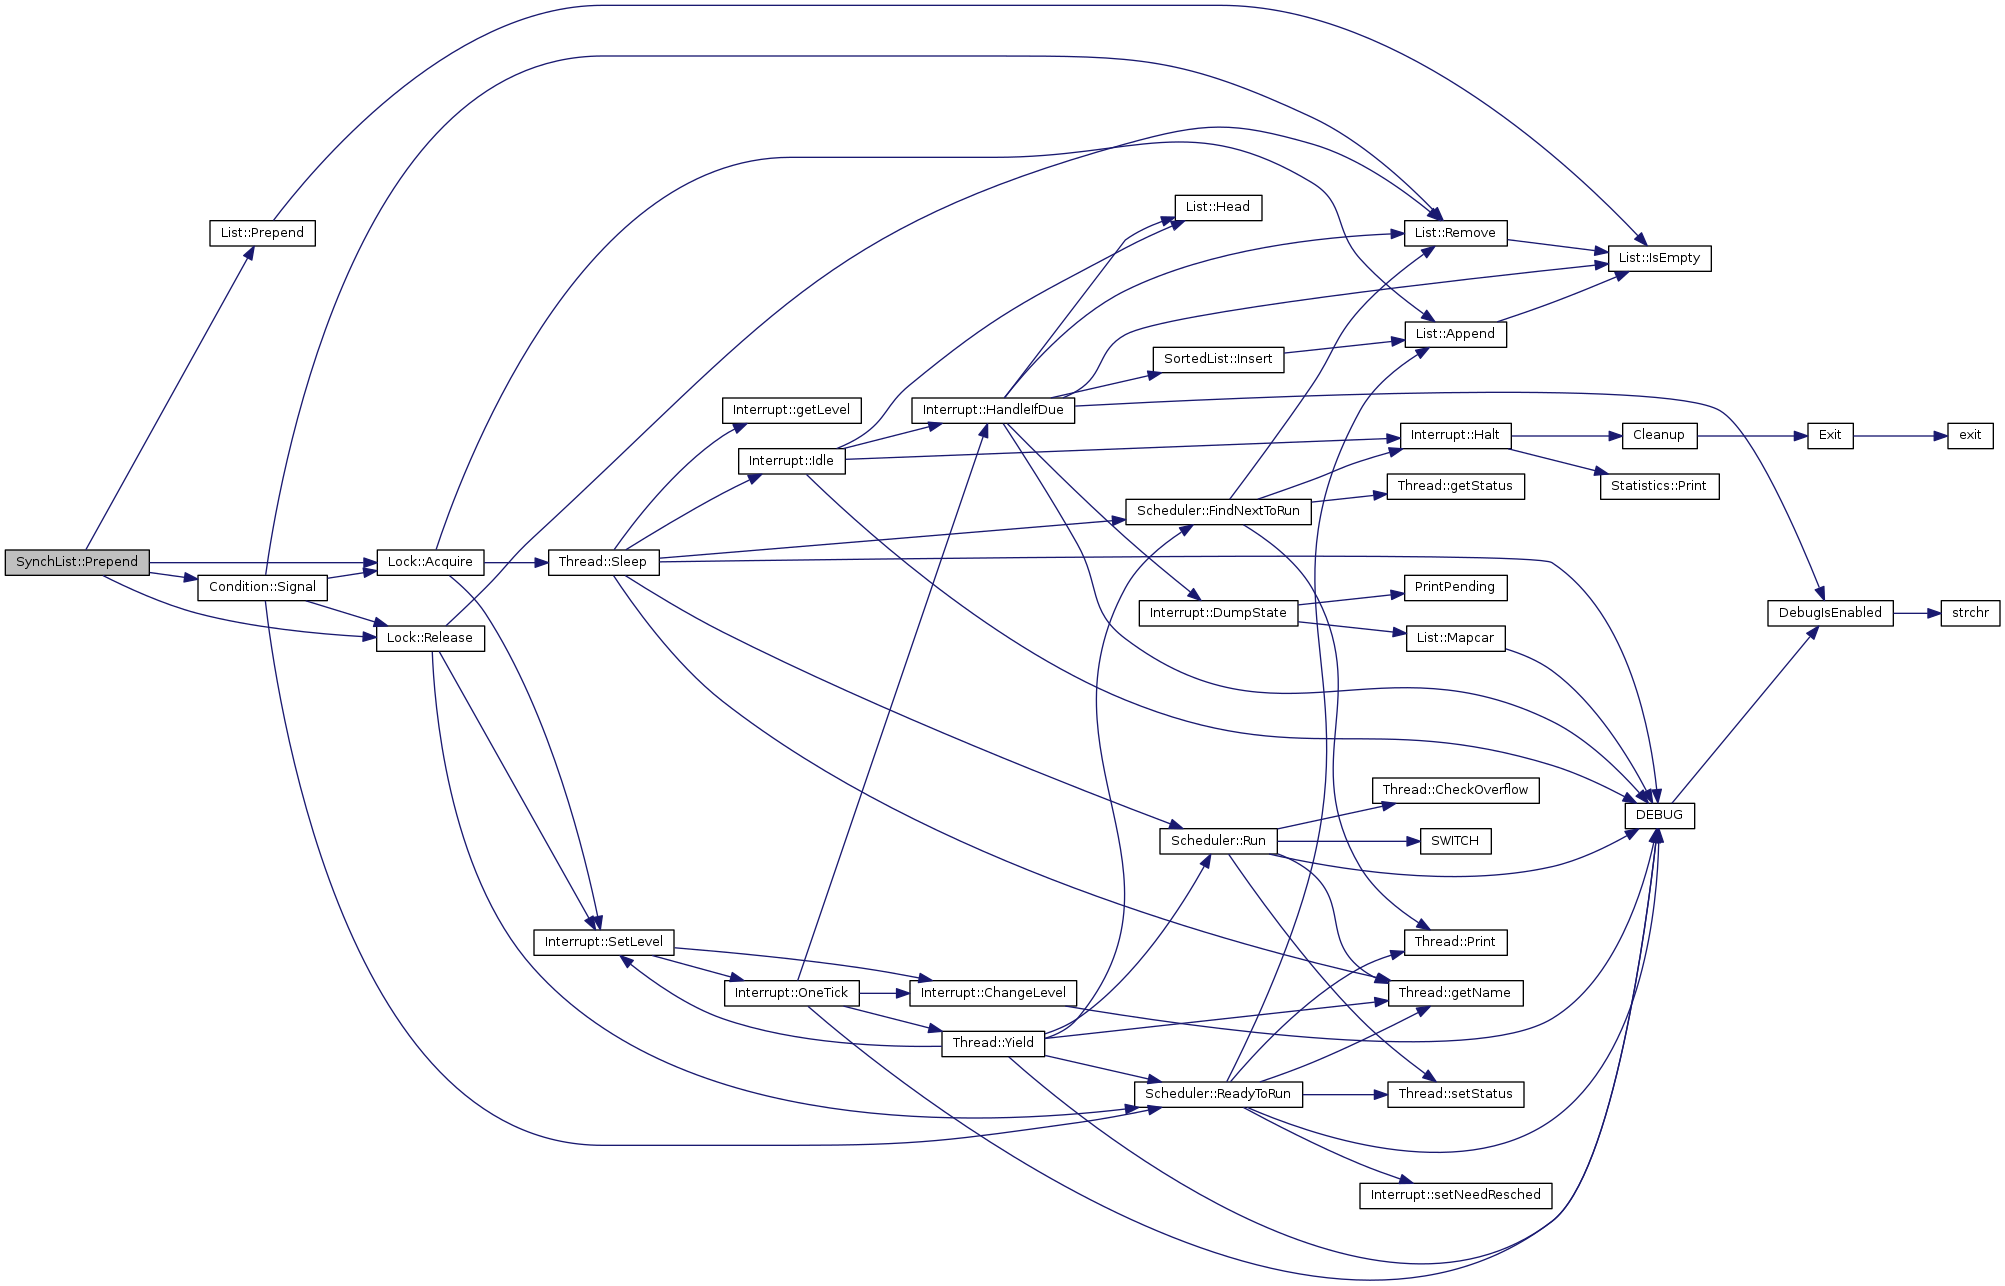 SynchList::Prepend
List::Prepend
Condition::Signal
Lock::Acquire
Lock::Release
Thread::Sleep
Interrupt::SetLevel
Interrupt::getLevel
Interrupt::Idle
Interrupt::OneTick
Interrupt::HandleIfDue
Interrupt::ChangeLevel
Thread::Yield
List::Head
SortedList::Insert
Scheduler::FindNextToRun
Interrupt::DumpState
Scheduler::Run
Scheduler::ReadyToRun
List::Remove
List::Append
Interrupt::Halt
Thread::getStatus
PrintPending
List::Mapcar
Thread::CheckOverflow
SWITCH
Thread::Print
Thread::getName
Thread::setStatus
Interrupt::setNeedResched
List::IsEmpty
Cleanup
Statistics::Print
DEBUG
Exit
DebugIsEnabled
exit
strchr